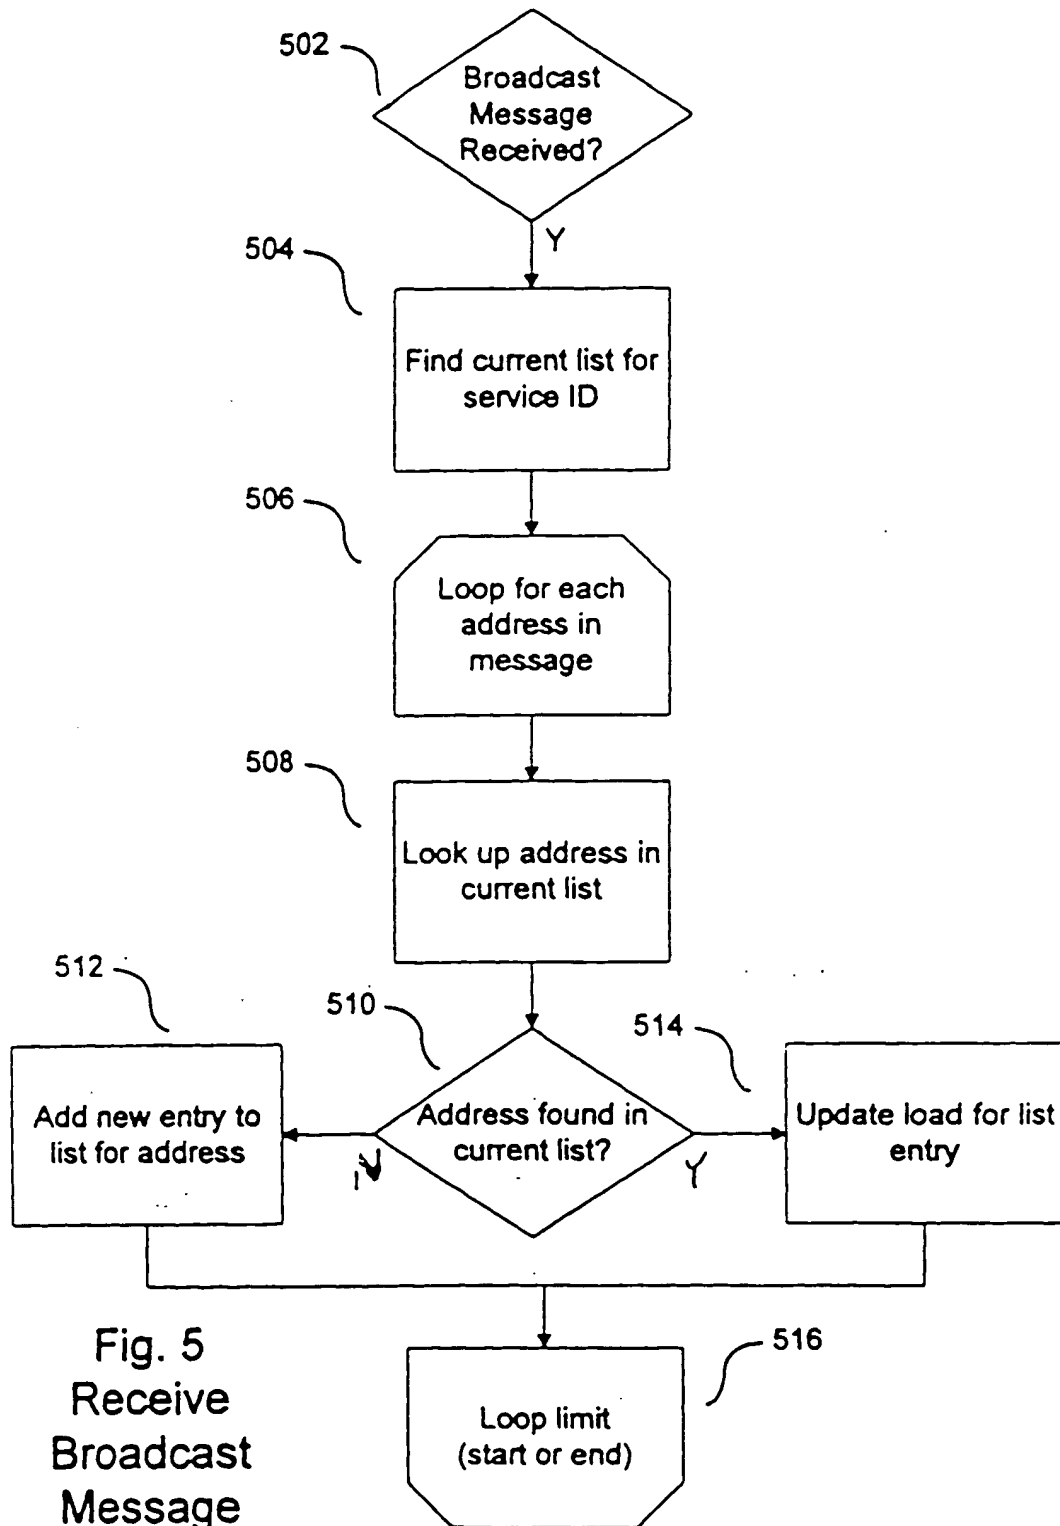 502
Broadcast
Message
Received?
Y
504
Find current list for
service ID
506
Loop for each
address in
message
508
Look up address in
current list
512
510
514
Add new entry to
list for address
Address found in
current list?
Update load for list
entry
N
Y
516
Fig. 5
Receive
Broadcast
Message
Loop limit
(start or end)